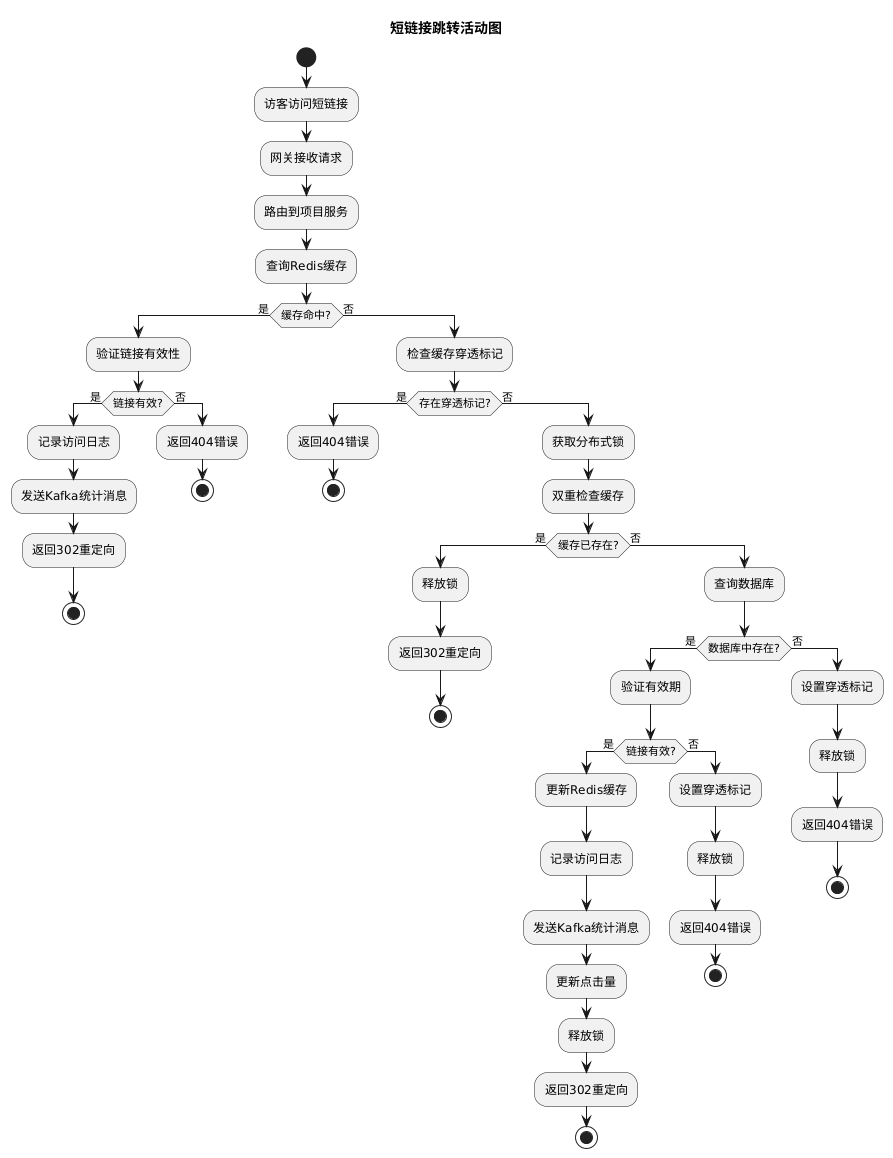 短链接跳转活动图
访客访问短链接
网关接收请求
路由到项目服务
查询Redis缓存
缓存命中?
是
否
验证链接有效性
链接有效?
是
否
记录访问日志
发送Kafka统计消息
返回302重定向
返回404错误
检查缓存穿透标记
存在穿透标记?
是
否
返回404错误
获取分布式锁
双重检查缓存
缓存已存在?
是
否
释放锁
返回302重定向
查询数据库
数据库中存在?
是
否
验证有效期
链接有效?
是
否
更新Redis缓存
记录访问日志
发送Kafka统计消息
更新点击量
释放锁
返回302重定向
设置穿透标记
释放锁
返回404错误
设置穿透标记
释放锁
返回404错误